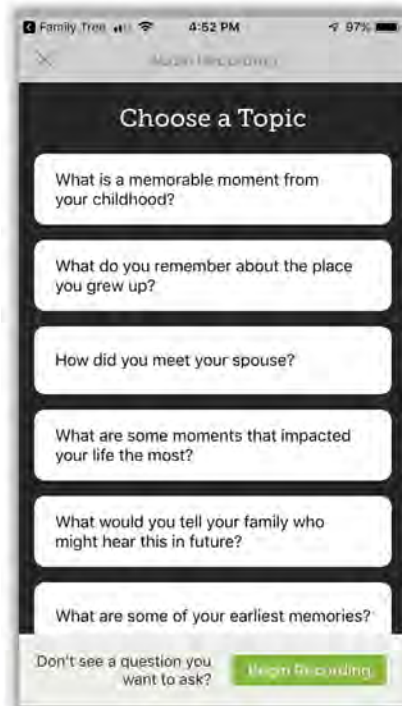 Family Tree 4:52 PM 97%
Choose a Topic
What is a memorable moment from
your childhood?
What do you remember about the place
you grew up?
How did you meet your spouse?
What are some moments that impacted
your life the most?
What would you tell your family who
might hear this in future?
What are some of your earliest memories?
Don't see a question you
want to ask?
Begin Recording